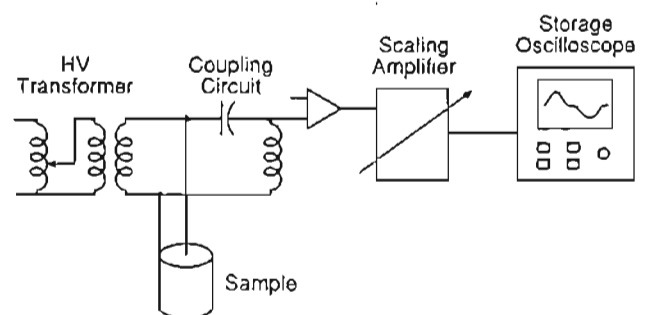 Storage
Oscilloscope
Scaling
Amplifier
HV
Transformer
Coupling
Circuit
Sample